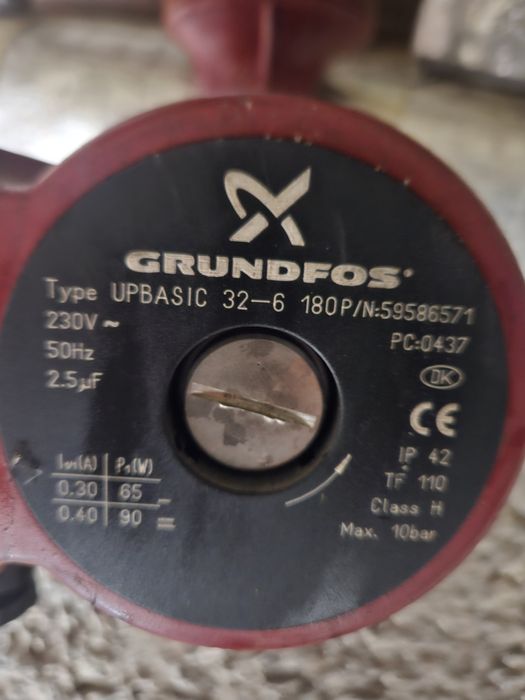 GRUNDFOS
Type UPBASIC 32-6 180 P/N:59586571
230V ~ PC:0437
50Hz
2.5µF DK
CE
I₁/₁(A) P₁(W) IP 42
0.30 65 TF 110
0.40 90 Class H
Max. 10bar